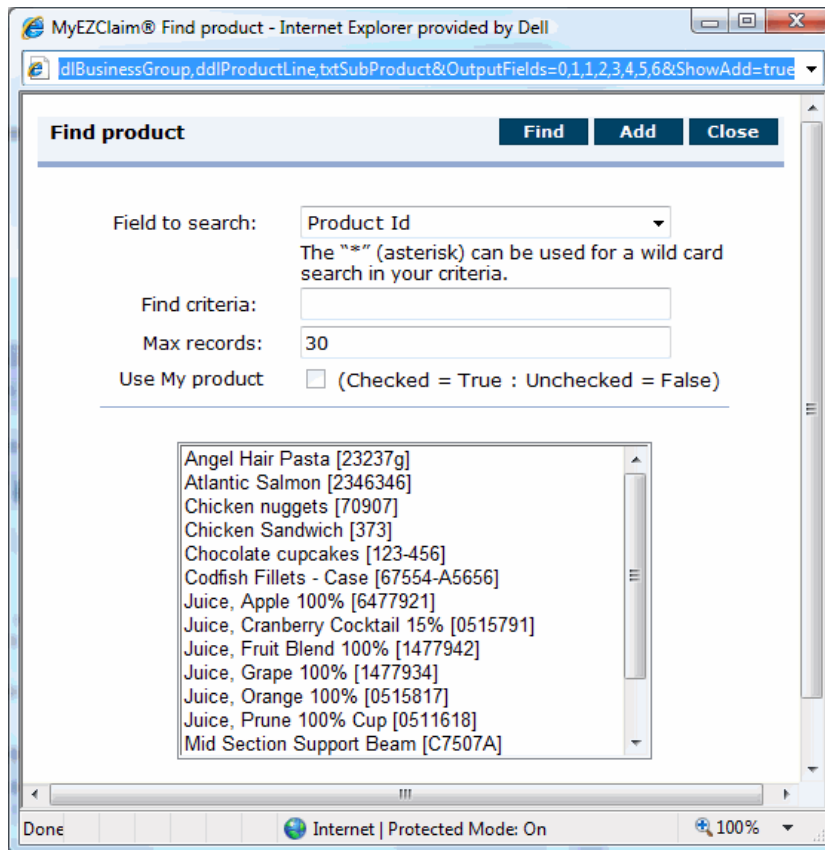 MyEZClaim® Find product - Internet Explorer provided by Dell
dlBusinessGroup,ddlProductLine,txtSubProduct&OutputFields=0,1,1,2,3,4,5,6&ShowAdd=true
Find product Find Add Close
Field to search: Product Id
The "*" (asterisk) can be used for a wild card
search in your criteria.
Find criteria:
Max records: 30
Use My product (Checked = True : Unchecked = False)
Angel Hair Pasta [23237g]
Atlantic Salmon [2346346]
Chicken nuggets [70907]
Chicken Sandwich [373]
Chocolate cupcakes [123-456]
Codfish Fillets - Case [67554-A5656]
Juice, Apple 100% [6477921]
Juice, Cranberry Cocktail 15% [0515791]
Juice, Fruit Blend 100% [1477942]
Juice, Grape 100% [1477934]
Juice, Orange 100% [0515817]
Juice, Prune 100% Cup [0511618]
Mid Section Support Beam [C7507A]
Done Internet | Protected Mode: On 100%